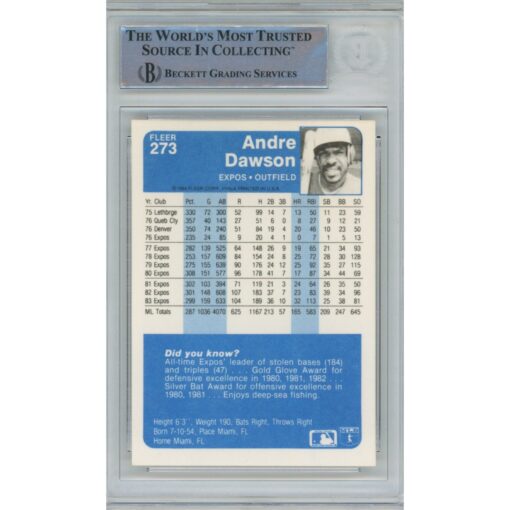 THE WORLD'S MOST TRUSTED
SOURCE IN COLLECTING™
B BECKETT GRADING SERVICES
FLEER
273
Andre
Dawson
EXPOS • OUTFIELD
© 1984 FLEER CORP., PHILA. PRINTED IN U.S.A.
Yr. Club Pct. G AB R H 2B 3B HR RBI SB BB SO
75 Lethbrge .330 72 300 52 99 14 7 13 50 11 23 59
76 Queb Cty .357 40 143 27 51 6 0 8 27 9 12 21
76 Denver .350 74 240 51 84 19 4 20 46 10 23 50
76 Expos .235 24 85 9 20 4 1 0 7 1 5 13
77 Expos .282 139 525 64 148 26 9 19 65 21 34 93
78 Expos .253 157 609 84 154 24 8 25 72 28 30 128
79 Expos .275 155 639 90 176 24 12 25 92 35 27 115
80 Expos .308 151 577 96 178 41 7 17 87 34 44 69
81 Expos .302 103 394 71 119 21 3 24 64 26 35 50
82 Expos .301 148 608 107 183 37 7 23 83 39 34 96
83 Expos .299 159 633 104 189 36 10 32 113 25 38 81
ML Totals .287 1036 4070 625 1167 213 57 165 583 209 247 645
Did you know?
All-time Expos' leader of stolen bases (184)
and triples (47) . . . Gold Glove Award for
defensive excellence in 1980, 1981, 1982 . . .
Silver Bat Award for offensive excellence in
1980, 1981 . . . Enjoys deep-sea fishing.
Height 6'3", Weight 190, Bats Right, Throws Right
Born 7-10-54, Place Miami, FL
Home Miami, FL